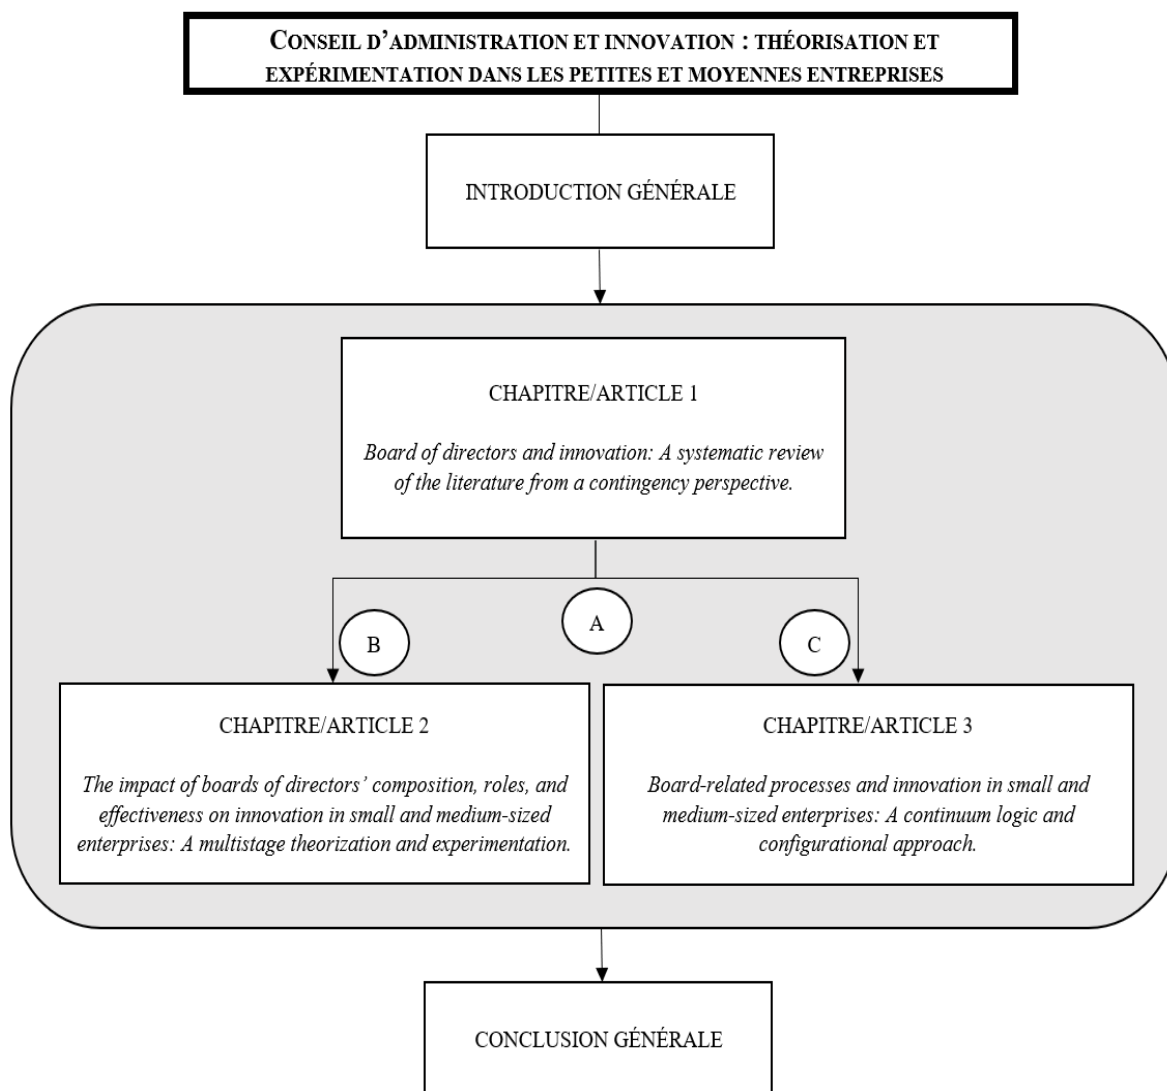 CONSEIL D’ADMINISTRATION ET INNOVATION : THÉORISATION ET
EXPÉRIMENTATION DANS LES PETITES ET MOYENNES ENTREPRISES
INTRODUCTION GÉNÉRALE
CHAPITRE/ARTICLE 1
Board of directors and innovation: A systematic review
of the literature from a contingency perspective.
A
B
C
CHAPITRE/ARTICLE 2
The impact of boards of directors’ composition, roles, and
effectiveness on innovation in small and medium-sized
enterprises: A multistage theorization and experimentation.
CHAPITRE/ARTICLE 3
Board-related processes and innovation in small and
medium-sized enterprises: A continuum logic and
configurational approach.
CONCLUSION GÉNÉRALE